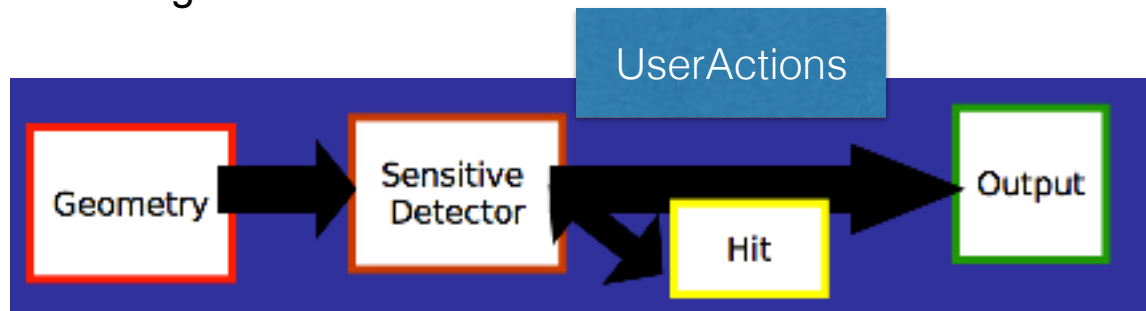 UserActions
Geometry
Sensitive
Detector
Hit
Output